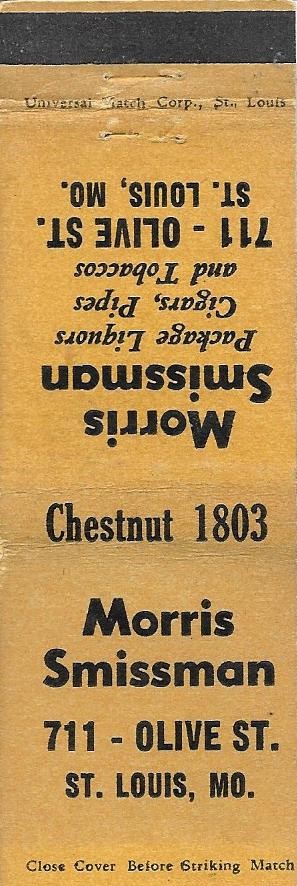 Universal Match Corp., St. Louis
Morris
Smissman
Package Liquors
Cigars, Pipes
and Tobaccos
711 - OLIVE ST.
ST. LOUIS, MO.
Chestnut 1803
Morris
Smissman
711 - OLIVE ST.
ST. LOUIS, MO.
Close Cover Before Striking Match